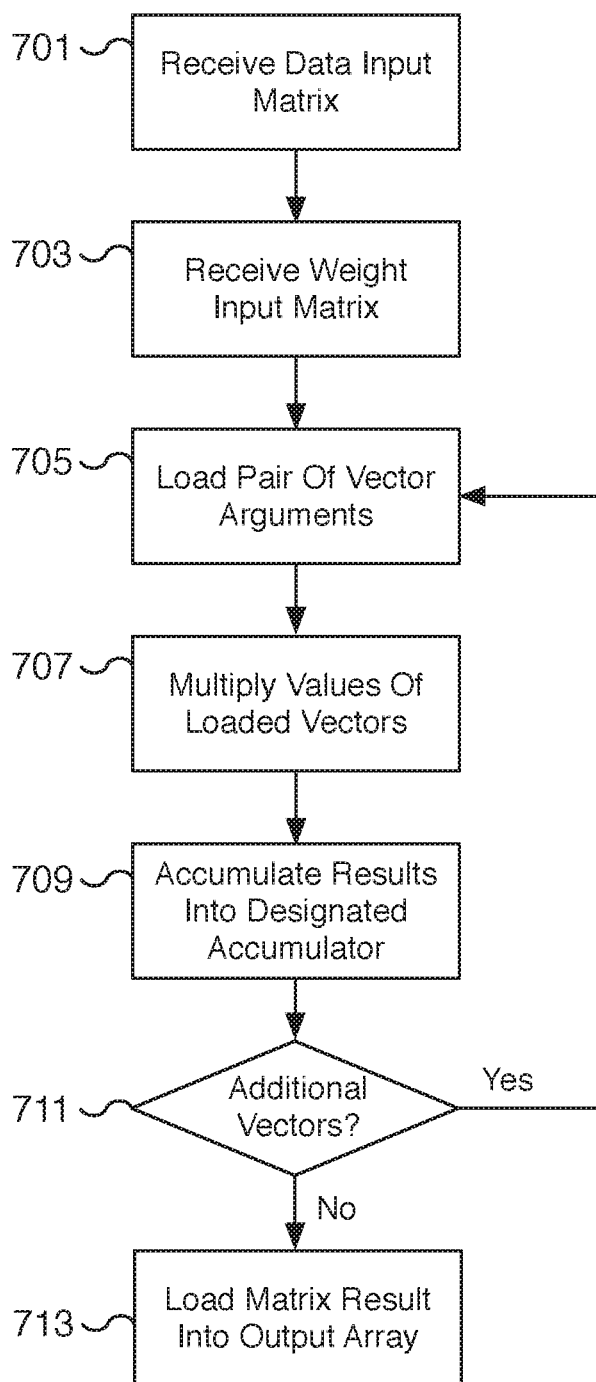 701
Receive Data Input
Matrix
703
Receive Weight
Input Matrix
705
Load Pair Of Vector
Arguments
707
Multiply Values Of
Loaded Vectors
709
Accumulate Results
Into Designated
Accumulator
711
Additional
Vectors?
Yes
No
713
Load Matrix Result
Into Output Array